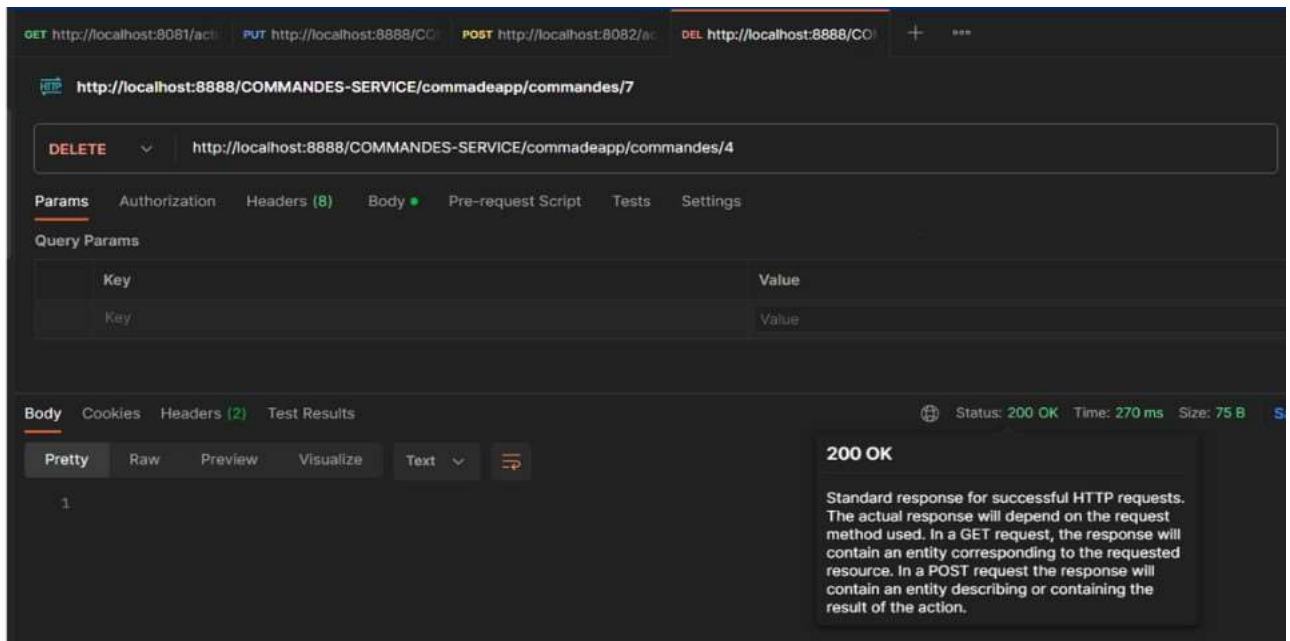 GET http://localhost:8081/act PUT http://localhost:8888/CO POST http://localhost:8082/ac DEL http://localhost:8888/CO
HTTP http://localhost:8888/COMMANDES-SERVICE/commadeapp/commandes/7
DELETE http://localhost:8888/COMMANDES-SERVICE/commadeapp/commandes/4
Params Authorization Headers (8) Body Pre-request Script Tests Settings
Query Params
Key Value
Key Value
Body Cookies Headers (2) Test Results Status: 200 OK Time: 270 ms Size: 75 B
Pretty Raw Preview Visualize Text
1
200 OK
Standard response for successful HTTP requests.
The actual response will depend on the request
method used. In a GET request, the response will
contain an entity corresponding to the requested
resource. In a POST request the response will
contain an entity describing or containing the
result of the action.